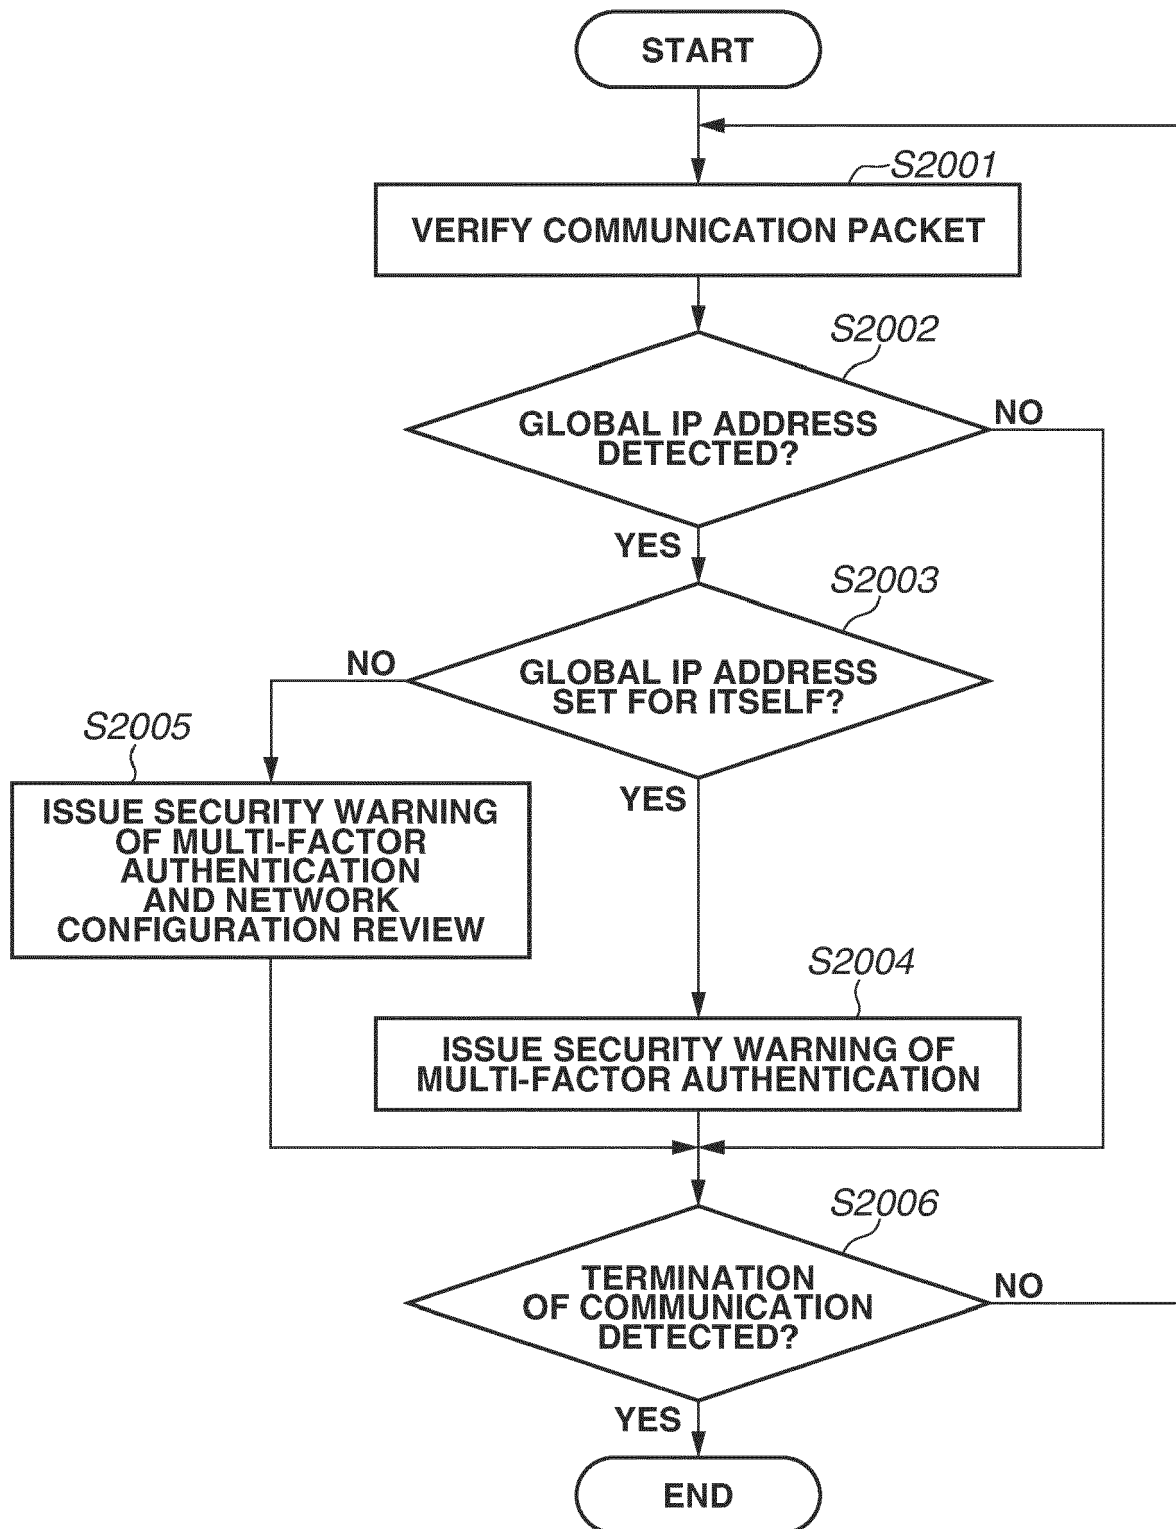 START
S2001
VERIFY COMMUNICATION PACKET
S2002
GLOBAL IP ADDRESS
DETECTED?
NO
YES
S2003
GLOBAL IP ADDRESS
SET FOR ITSELF?
NO
YES
S2005
ISSUE SECURITY WARNING
OF MULTI-FACTOR
AUTHENTICATION
AND NETWORK
CONFIGURATION REVIEW
S2004
ISSUE SECURITY WARNING OF
MULTI-FACTOR AUTHENTICATION
S2006
TERMINATION
OF COMMUNICATION
DETECTED?
NO
YES
END